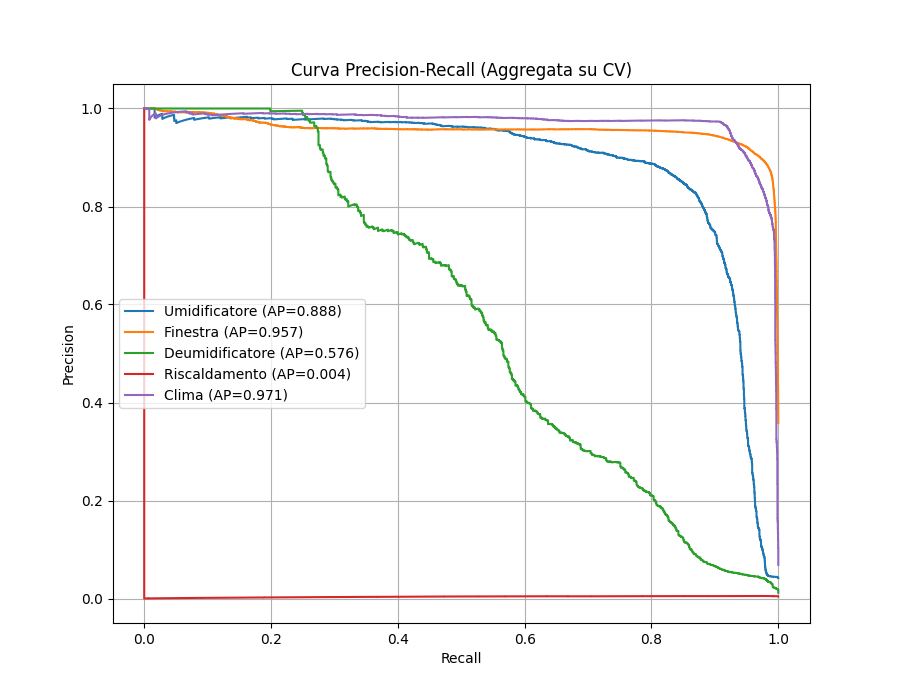 Curva Precision-Recall (Aggregata su CV)
1.0
0.8
0.6
0.4
0.2
0.0
Precision
Umidificatore (AP=0.888)
Finestra (AP=0.957)
Deumidificatore (AP=0.576)
Riscaldamento (AP=0.004)
Clima (AP=0.971)
0.0 0.2 0.4 0.6 0.8 1.0
Recall